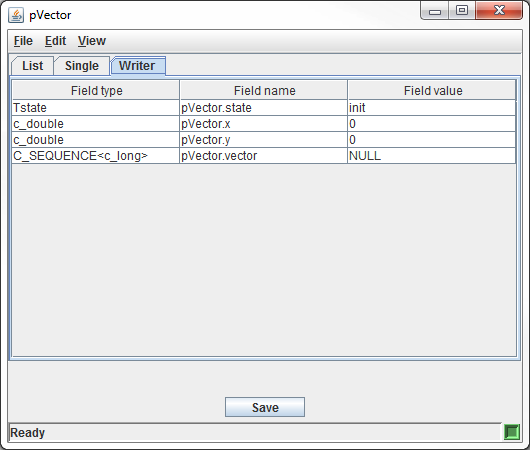 pVector
File Edit View
List Single Writer
Field type Field name Field value
Tstate pVector.state init
c_double pVector.x 0
c_double pVector.y 0
C_SEQUENCE<c_long> pVector.vector NULL
Save
Ready